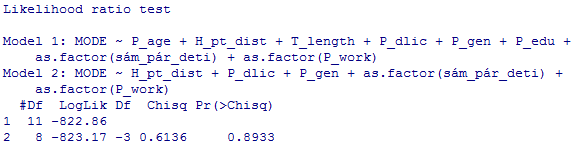 Likelihood ratio test
Model 1: MODE ~ P_age + H_pt_dist + T_length + P_dlic + P_gen + P_edu +
as.factor(sám_pár_deti) + as.factor(P_work)
Model 2: MODE ~ H_pt_dist + P_dlic + P_gen + as.factor(sám_pár_deti) +
as.factor(P_work)
#Df LogLik Df Chisq Pr(>Chisq)
1 11 -822.86
2 8 -823.17 -3 0.6136 0.8933